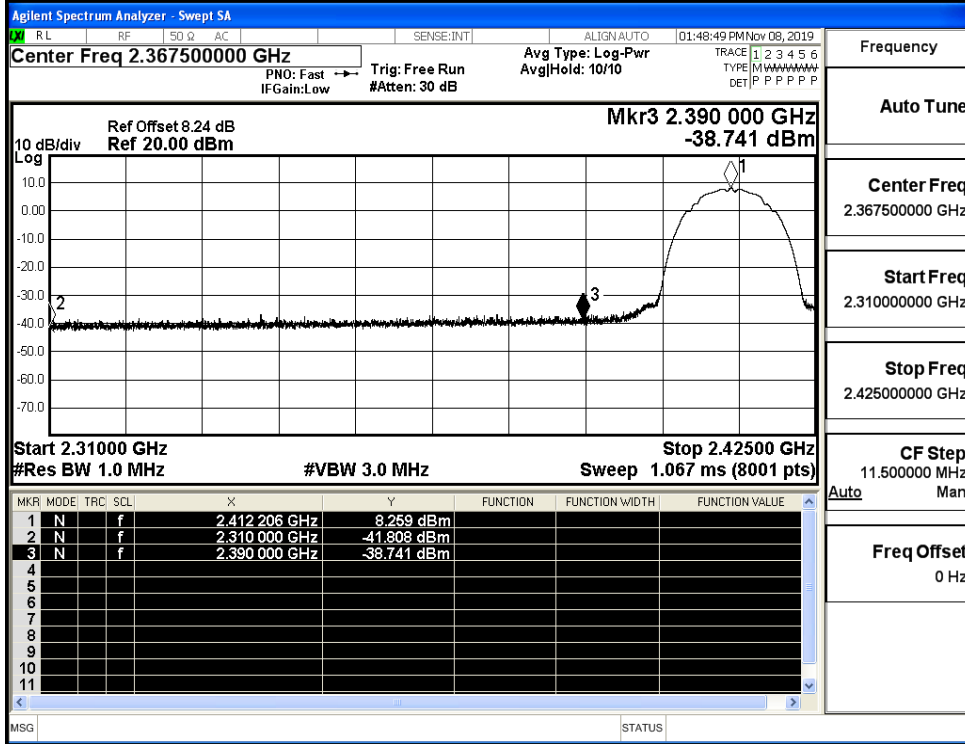 Agilent Spectrum Analyzer - Swept SA
LXI RL RF 50 Ω AC SENSE:INT ALIGNAUTO 01:48:49 PM Nov 08, 2019
Center Freq 2.367500000 GHz
PNO: Fast
IFGain:Low
Trig: Free Run
#Atten: 30 dB
Avg Type: Log-Pwr
Avg|Hold: 10/10
TRACE 1 2 3 4 5 6
TYPE M WWWWW
DET P P P P P P
Ref Offset 8.24 dB
10 dB/div Ref 20.00 dBm
Log
Mkr3 2.390 000 GHz
-38.741 dBm
10.0
0.00
-10.0
-20.0
-30.0
-40.0
-50.0
-60.0
-70.0
1
2
3
Start 2.31000 GHz Stop 2.42500 GHz
#Res BW 1.0 MHz #VBW 3.0 MHz Sweep 1.067 ms (8001 pts)
MKR MODE TRC SCL X Y FUNCTION FUNCTION WIDTH FUNCTION VALUE
1 N f 2.412 206 GHz 8.259 dBm
2 N f 2.310 000 GHz -41.808 dBm
3 N f 2.390 000 GHz -38.741 dBm
4
5
6
7
8
9
10
11
MSG STATUS
Frequency
Auto Tune
Center Freq
2.367500000 GHz
Start Freq
2.310000000 GHz
Stop Freq
2.425000000 GHz
CF Step
11.500000 MHz
Auto Man
Freq Offset
0 Hz